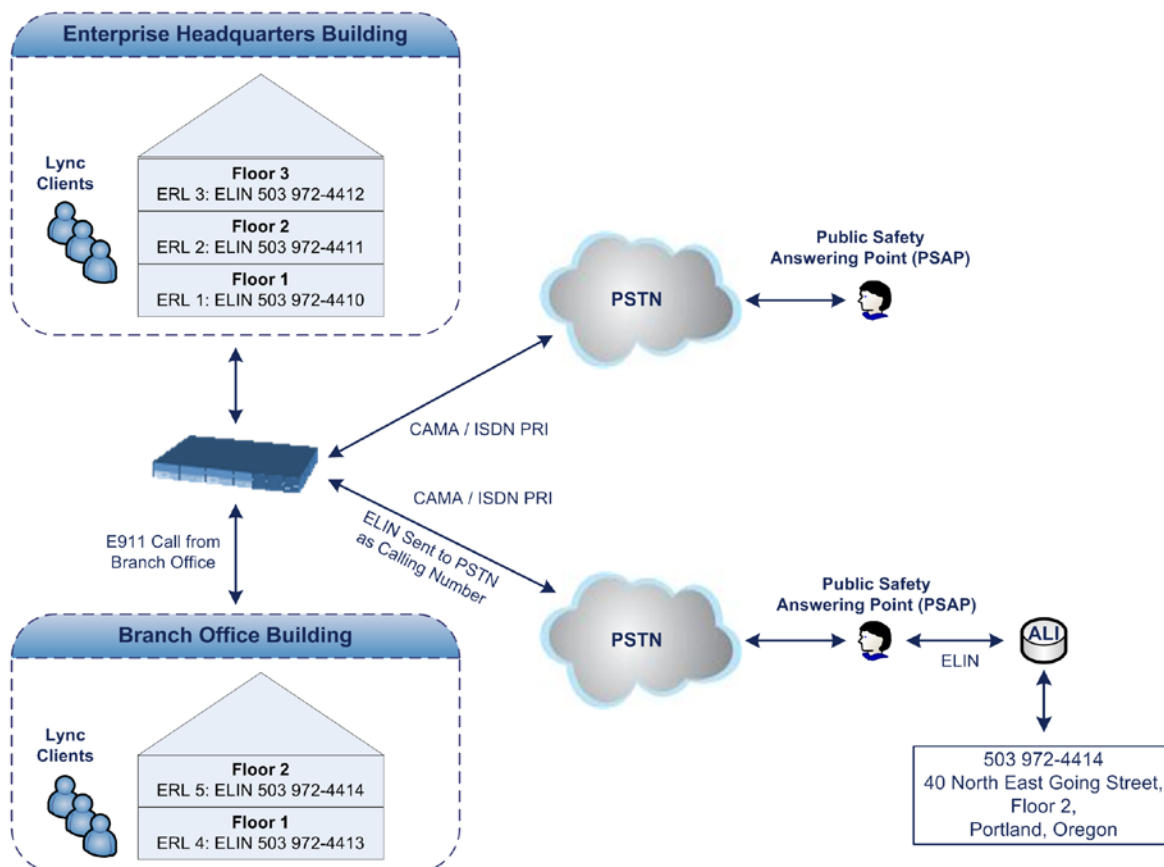 Enterprise Headquarters Building
Lync
Clients
Floor 3
ERL 3: ELIN 503 972-4412
Floor 2
ERL 2: ELIN 503 972-4411
Floor 1
ERL 1: ELIN 503 972-4410
PSTN
Public Safety
Answering Point (PSAP)
CAMA / ISDN PRI
CAMA / ISDN PRI
ELIN Sent to PSTN
as Calling Number
E911 Call from
Branch Office
PSTN
Public Safety
Answering Point (PSAP)
ELIN
ALI
503 972-4414
40 North East Going Street,
Floor 2,
Portland, Oregon
Branch Office Building
Lync
Clients
Floor 2
ERL 5: ELIN 503 972-4414
Floor 1
ERL 4: ELIN 503 972-4413